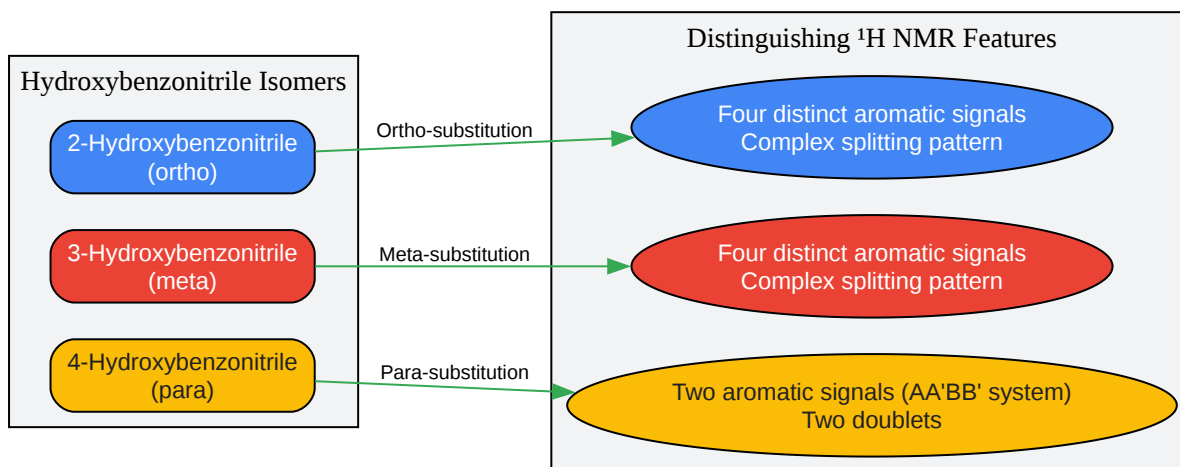 Hydroxybenzonitrile Isomers
2-Hydroxybenzonitrile
(ortho)
3-Hydroxybenzonitrile
(meta)
4-Hydroxybenzonitrile
(para)
Ortho-substitution
Meta-substitution
Para-substitution
Distinguishing ¹H NMR Features
Four distinct aromatic signals
Complex splitting pattern
Four distinct aromatic signals
Complex splitting pattern
Two aromatic signals (AA'BB' system)
Two doublets